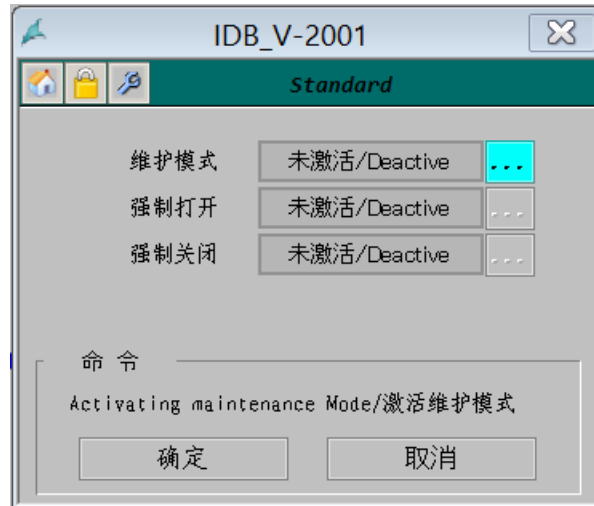 IDB_V-2001
Standard
维护模式 未激活/Deactive ...
强制打开 未激活/Deactive ...
强制关闭 未激活/Deactive ...
命令
Activating maintenance Mode/激活维护模式
确定 取消